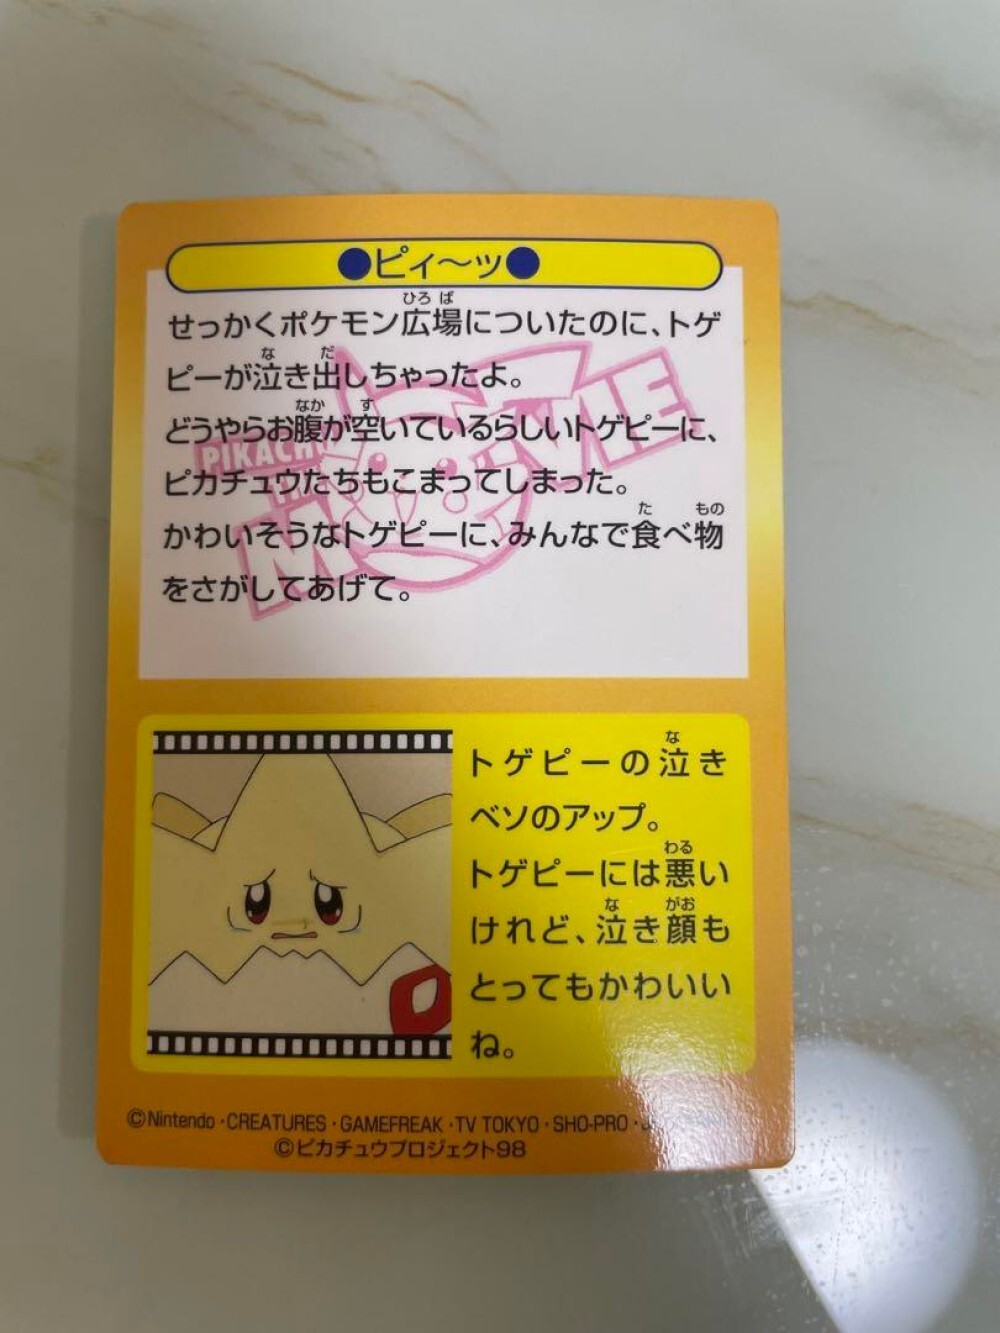 ●ピィ〜ッ●
せっかくポケモン広場についたのに、トゲ
ピーが泣き出しちゃったよ。
どうやらお腹が空いているらしいトゲピーに、
ピカチュウたちもこまってしまった。
かわいそうなトゲピーに、みんなで食べ物
をさがしてあげて。
PIKACH
トゲピーの泣き
ベソのアップ。
トゲピーには悪い
けれど、泣き顔も
とってもかわいい
ね。
©Nintendo・CREATURES・GAMEFREAK・TV TOKYO・SHO-PRO・
©ピカチュウプロジェクト98